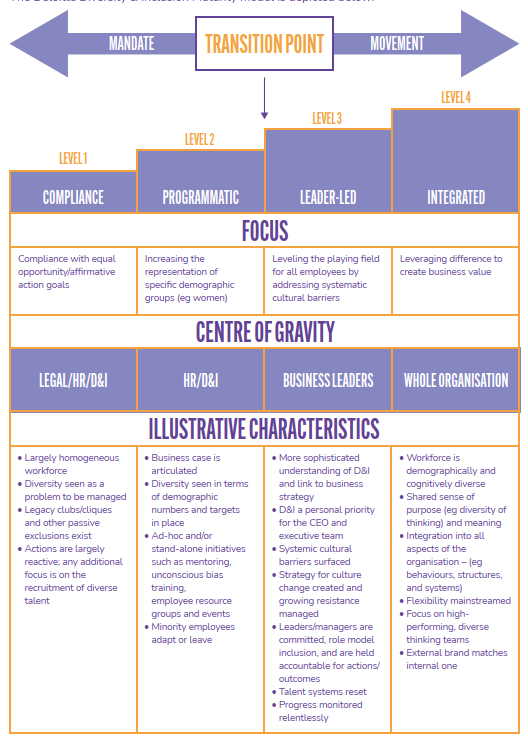 The Deloitte Diversity & Inclusion Maturity model is depicted below.
MANDATE
TRANSITION POINT
MOVEMENT
LEVEL 1
LEVEL 2
LEVEL 3
LEVEL 4
COMPLIANCE
PROGRAMMATIC
LEADER-LED
INTEGRATED
FOCUS
Compliance with equal
opportunity/affirmative
action goals
Increasing the
representation of
specific demographic
groups (eg women)
Leveling the playing field
for all employees by
addressing systematic
cultural barriers
Leveraging difference to
create business value
CENTRE OF GRAVITY
LEGAL/HR/D&I
HR/D&I
BUSINESS LEADERS
WHOLE ORGANISATION
ILLUSTRATIVE CHARACTERISTICS
• Largely homogeneous
workforce
• Diversity seen as a
problem to be managed
• Legacy clubs/cliques
and other passive
exclusions exist
• Actions are largely
reactive; any additional
focus is on the
recruitment of diverse
talent
• Business case is
articulated
• Diversity seen in terms
of demographic
numbers and targets
in place
• Ad-hoc and/or
stand-alone initiatives
such as mentoring,
unconscious bias
training,
employee resource
groups and events
• Minority employees
adapt or leave
• More sophisticated
understanding of D&I
and link to business
strategy
• D&I a personal priority
for the CEO and
executive team
• Systemic cultural
barriers surfaced
• Strategy for culture
change created and
growing resistance
managed
• Leaders/managers are
committed, role model
inclusion, and are held
accountable for actions/
outcomes
• Talent systems reset
• Progress monitored
relentlessly
• Workforce is
demographically and
cognitively diverse
• Shared sense of
purpose (eg diversity of
thinking) and meaning
• Integration into all
aspects of the
organisation – (eg
behaviours, structures,
and systems)
• Flexibility mainstreamed
• Focus on high-
performing, diverse
thinking teams
• External brand matches
internal one